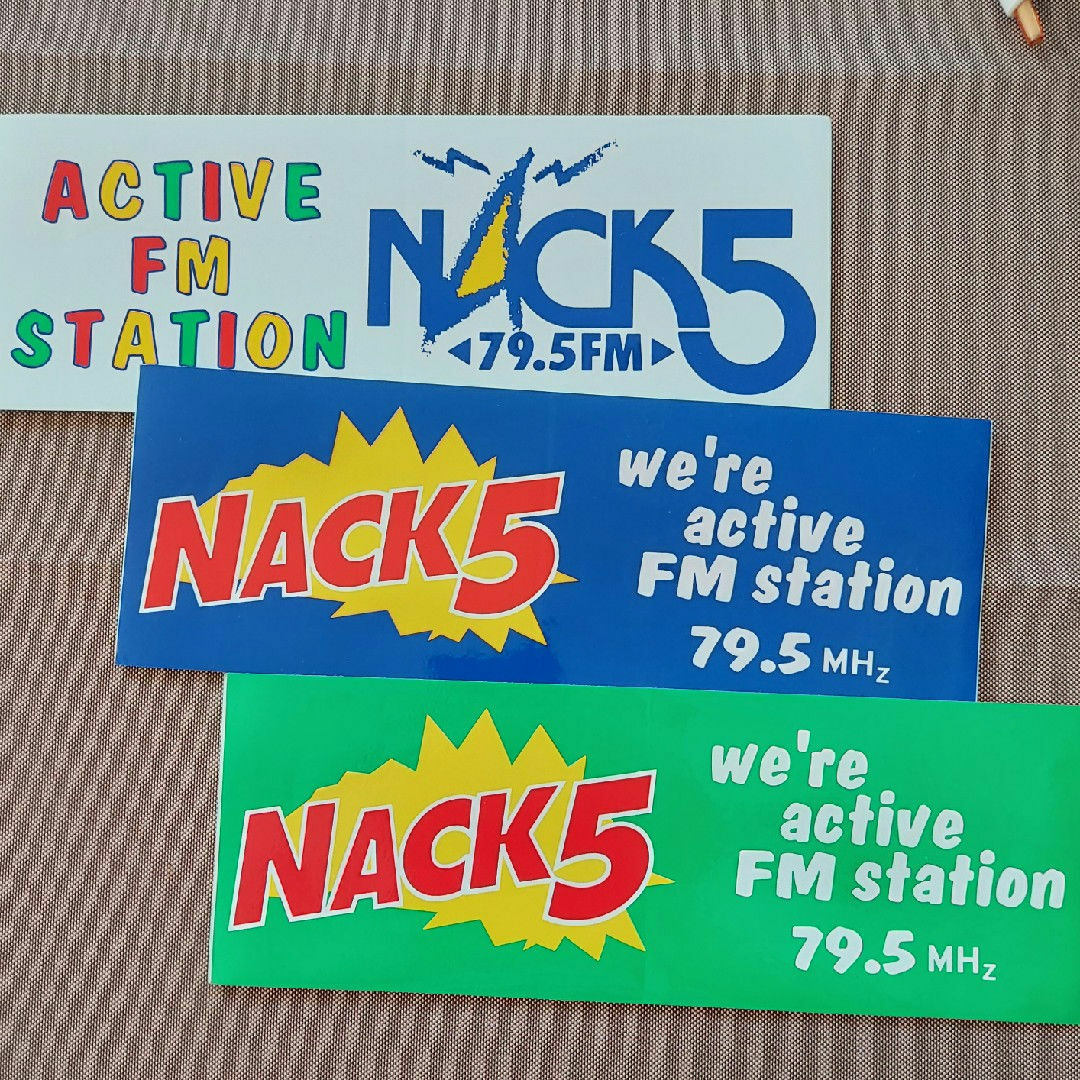 ACTIVE
FM
STATION
NACK5
79.5FM
NACK5
we're
active
FM station
79.5 MHz
NACK5
we're
active
FM station
79.5 MHz